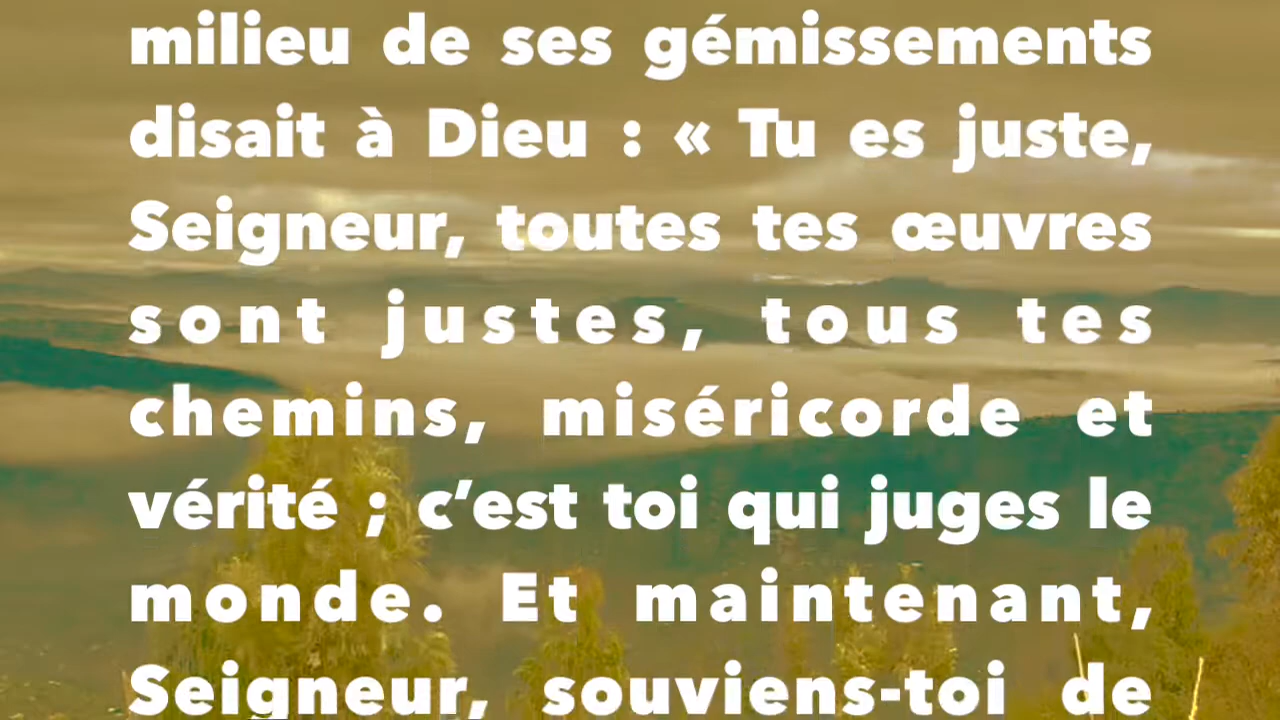 milieu de ses gémissements
disait à Dieu : « Tu es juste,
Seigneur, toutes tes œuvres
sont justes, tous tes
chemins, miséricorde et
vérité ; c’est toi qui juges le
monde. Et maintenant,
Seigneur, souviens-toi de